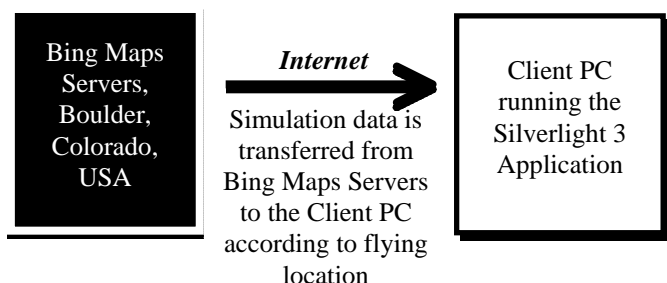 Bing Maps
Servers,
Boulder,
Colorado,
USA
Internet
Simulation data is
transferred from
Bing Maps Servers
to the Client PC
according to flying
location
Client PC
running the
Silverlight 3
Application